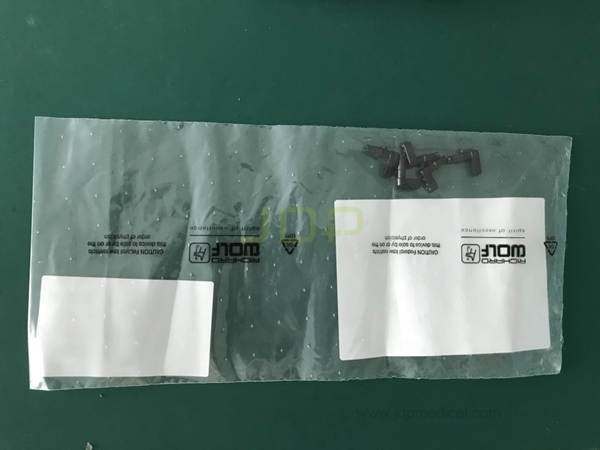 RICHARD
WOLF
spirit of excellence
CAUTION Federal law restricts
this device to sale by or on the
order of physician
RICHARD
WOLF
spirit of excellence
CAUTION Federal law restricts
this device to sale by or on the
order of physician
JDP
www.jdpmedical.com